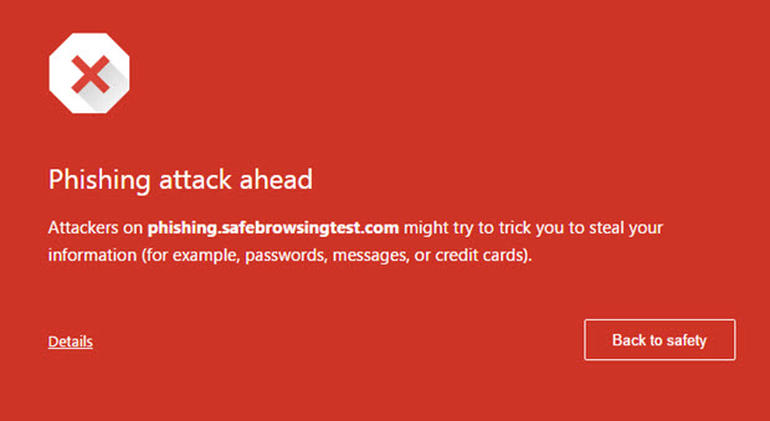 Phishing attack ahead
Attackers on phishing.safebrowsingtest.com might try to trick you to steal your
information (for example, passwords, messages, or credit cards).
Details
Back to safety